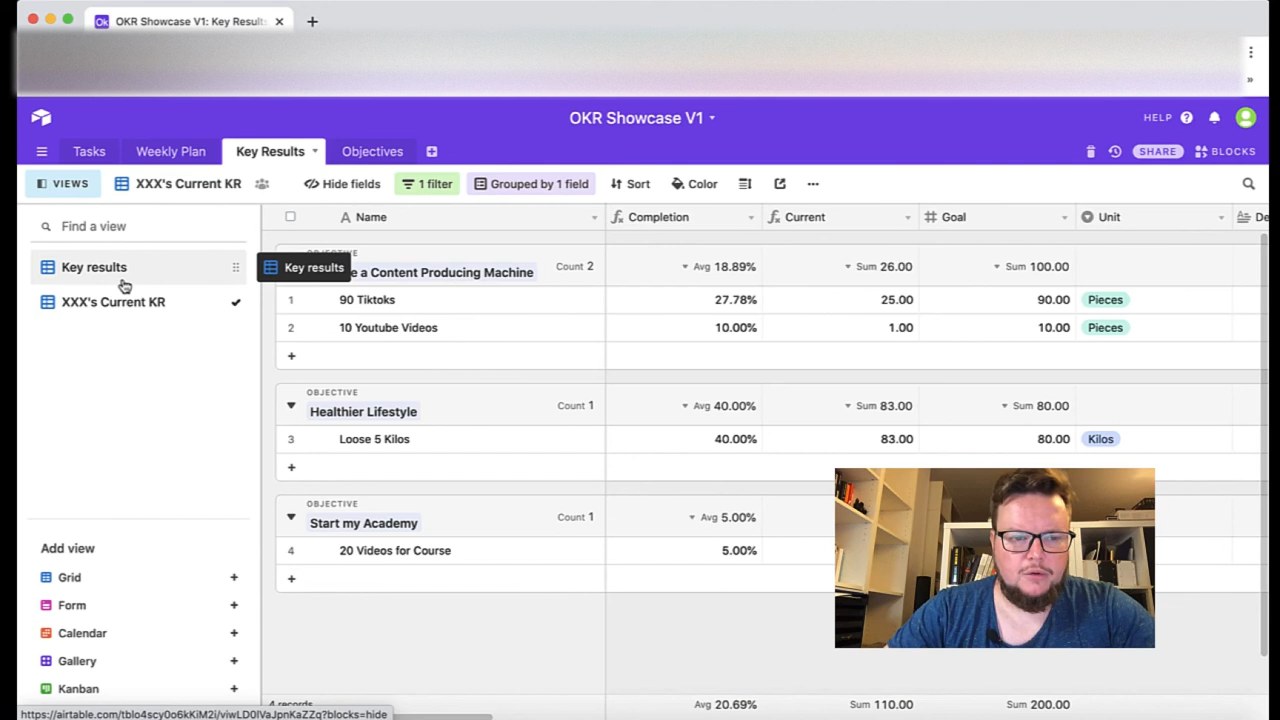 OKR Showcase V1: Key Results
OKR Showcase V1
HELP
Tasks
Weekly Plan
Key Results
Objectives
SHARE
BLOCKS
VIEWS
XXX's Current KR
Hide fields
1 filter
Grouped by 1 field
Sort
Color
Find a view
Name
Completion
Current
Goal
Unit
De
Key results
XXX's Current KR
Key results
OBJECTIVE
e a Content Producing Machine
Count 2
Avg 18.89%
Sum 26.00
Sum 100.00
1 90 Tiktoks 27.78% 25.00 90.00 Pieces
2 10 Youtube Videos 10.00% 1.00 10.00 Pieces
+
OBJECTIVE
Healthier Lifestyle
Count 1
Avg 40.00%
Sum 83.00
Sum 80.00
3 Loose 5 Kilos 40.00% 83.00 80.00 Kilos
+
OBJECTIVE
Start my Academy
Count 1
Avg 5.00%
4 20 Videos for Course 5.00%
+
Add view
Grid +
Form +
Calendar +
Gallery +
Kanban +
4 records
Avg 20.69%
Sum 110.00
Sum 200.00
https://airtable.com/tblo4scy0o6kKiM2i/viwLD0lVaJpnKaZZq?blocks=hide